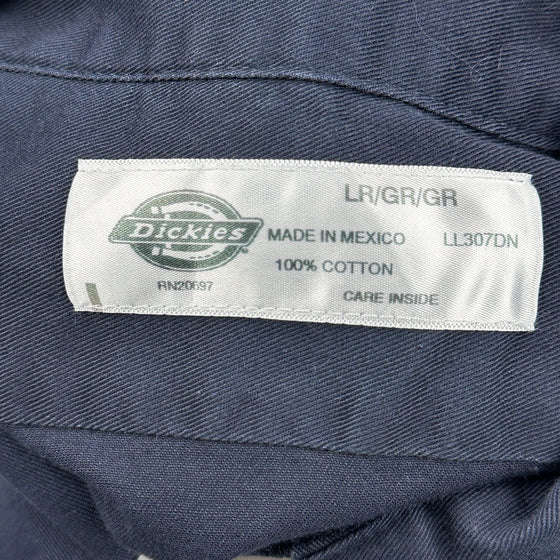 LR/GR/GR
Dickies
MADE IN MEXICO LL307DN
100% COTTON
RN20697
CARE INSIDE